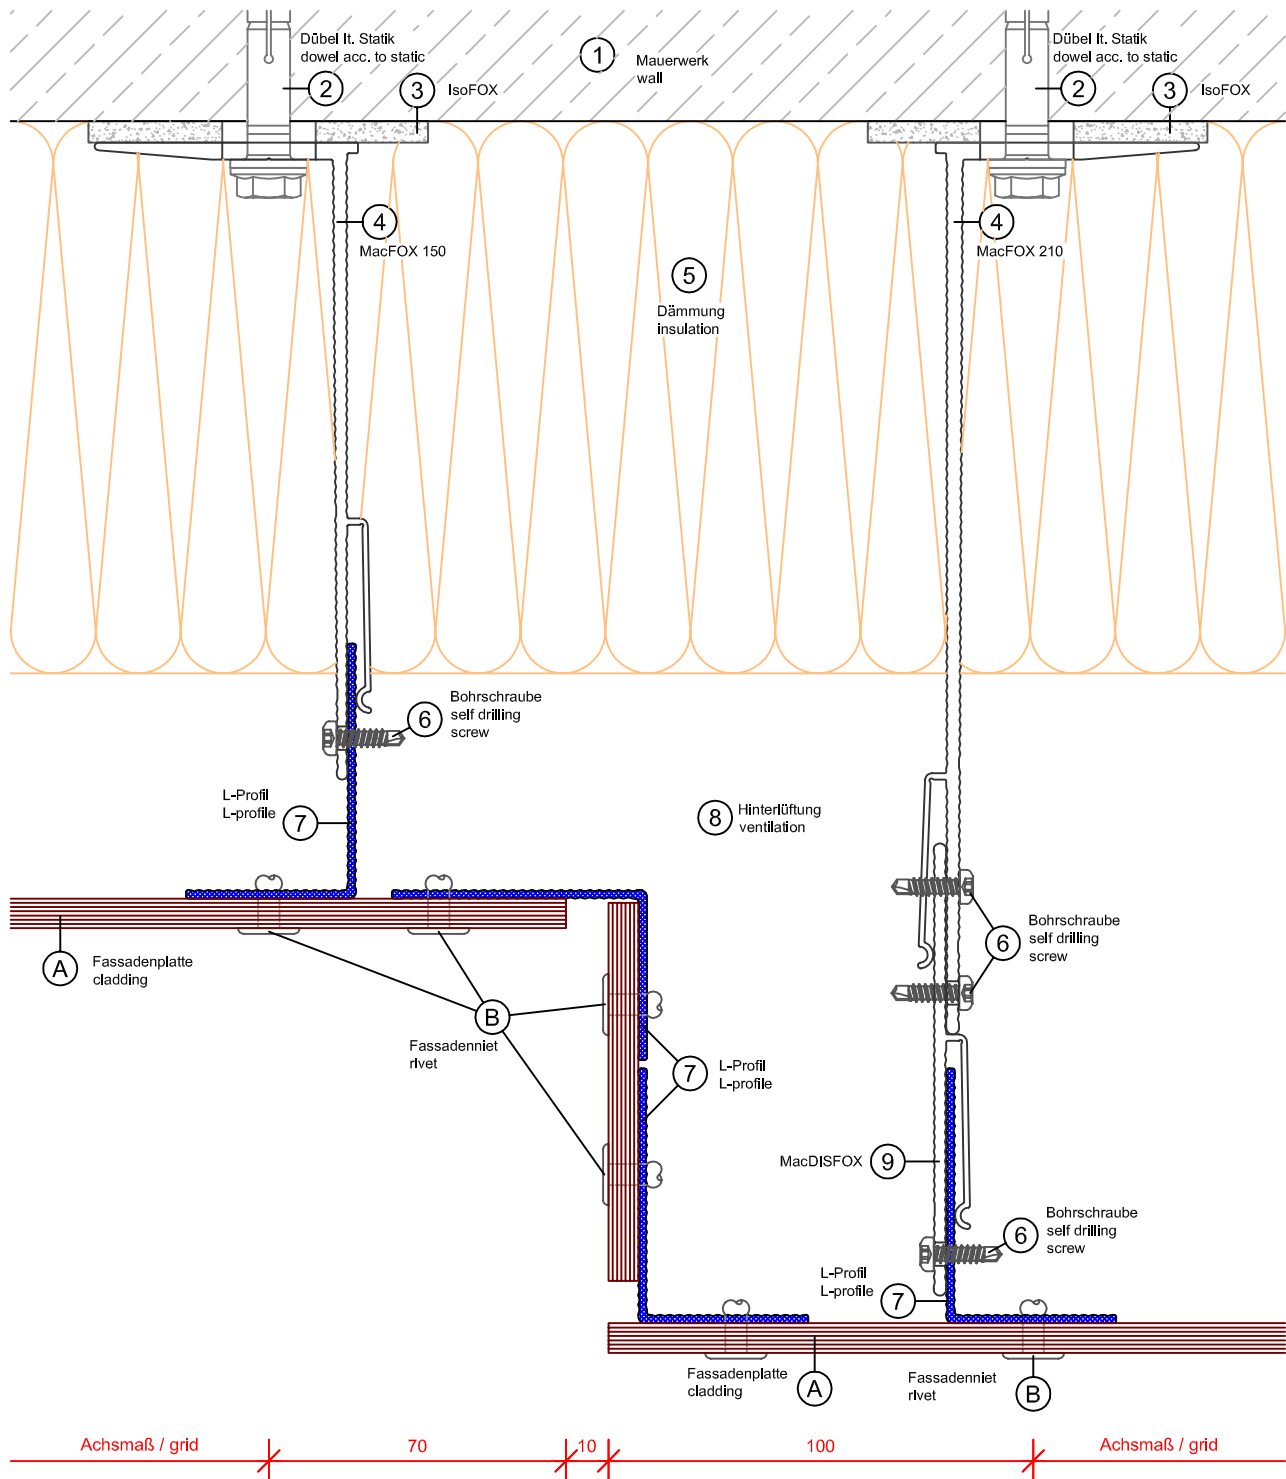 Dübel lt. Statik
dowel acc. to static
2
3
IsoFOX
1
Mauerwerk
wall
Dübel lt. Statik
dowel acc. to static
2
3
IsoFOX
4
MacFOX 150
4
MacFOX 210
5
Dämmung
insulation
6
Bohrschraube
self drilling
screw
L-Profil
L-profile
7
8
Hinterlüftung
ventilation
A
Fassadenplatte
cladding
B
Fassadenniet
rivet
6
Bohrschraube
self drilling
screw
7
L-Profil
L-profile
MacDISFOX
9
6
Bohrschraube
self drilling
screw
L-Profil
L-profile
7
Fassadenplatte
cladding
A
Fassadenniet
rivet
B
Achsmaß / grid
70
10
100
Achsmaß / grid